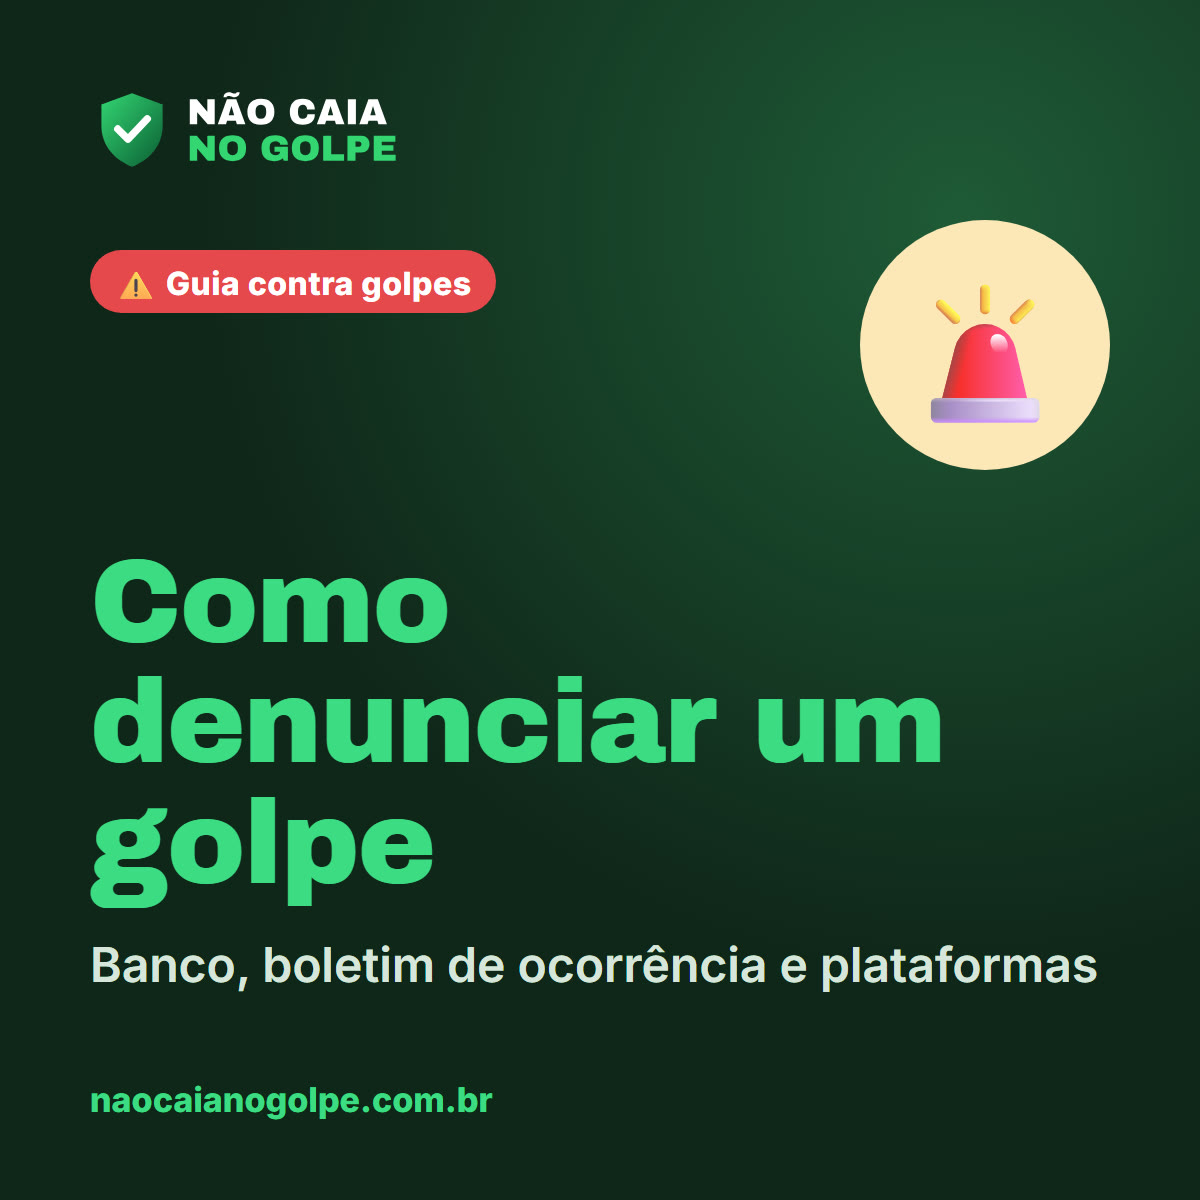 NÃO CAIA
NO GOLPE
Guia contra golpes
Como
denunciar um
golpe
Banco, boletim de ocorrência e plataformas
naocaianogolpe.com.br